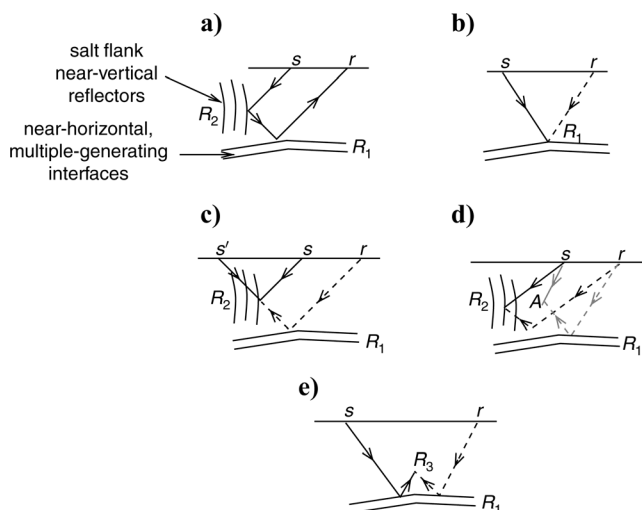 a)
s
r
salt flank
near-vertical
reflectors
R2
near-horizontal,
multiple-generating
interfaces
R1
b)
s
r
R1
c)
s'
s
r
R2
R1
d)
s
r
R2
A
R1
e)
s
r
R3
R1